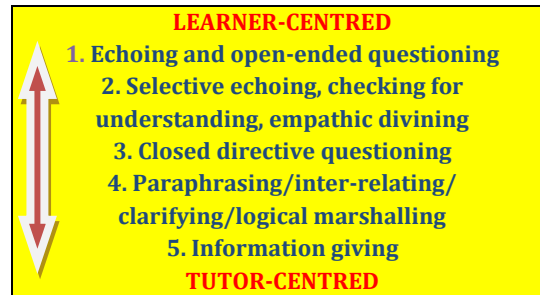 LEARNER-CENTRED
1. Echoing and open-ended questioning
2. Selective echoing, checking for
understanding, empathic divining
3. Closed directive questioning
4. Paraphrasing/inter-relating/
clarifying/logical marshalling
5. Information giving
TUTOR-CENTRED